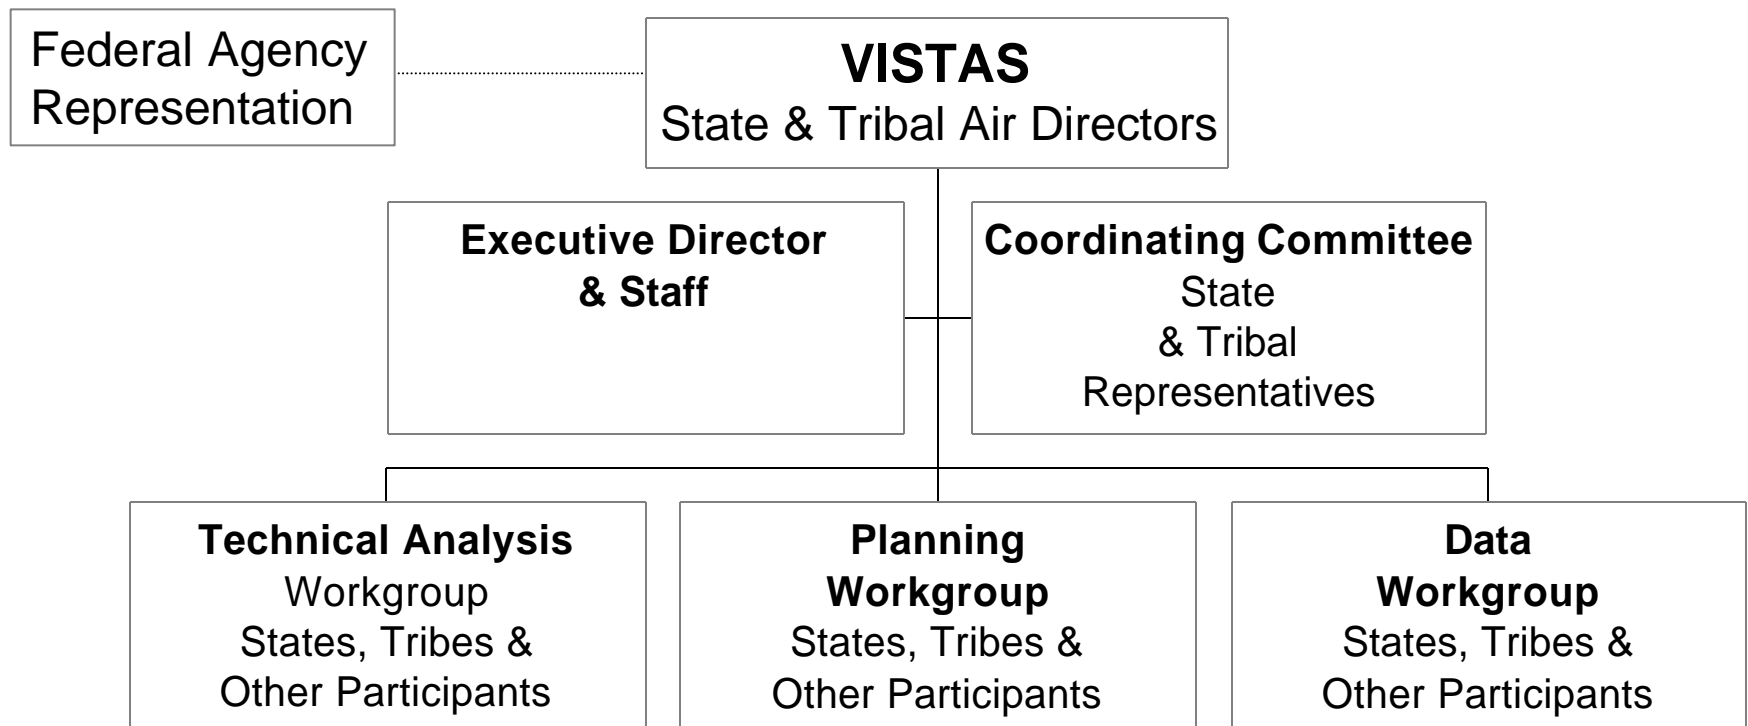 Federal Agency
Representation
VISTAS
State & Tribal Air Directors
Executive Director
& Staff
Coordinating Committee
State
& Tribal
Representatives
Technical Analysis
Workgroup
States, Tribes &
Other Participants
Planning
Workgroup
States, Tribes &
Other Participants
Data
Workgroup
States, Tribes &
Other Participants